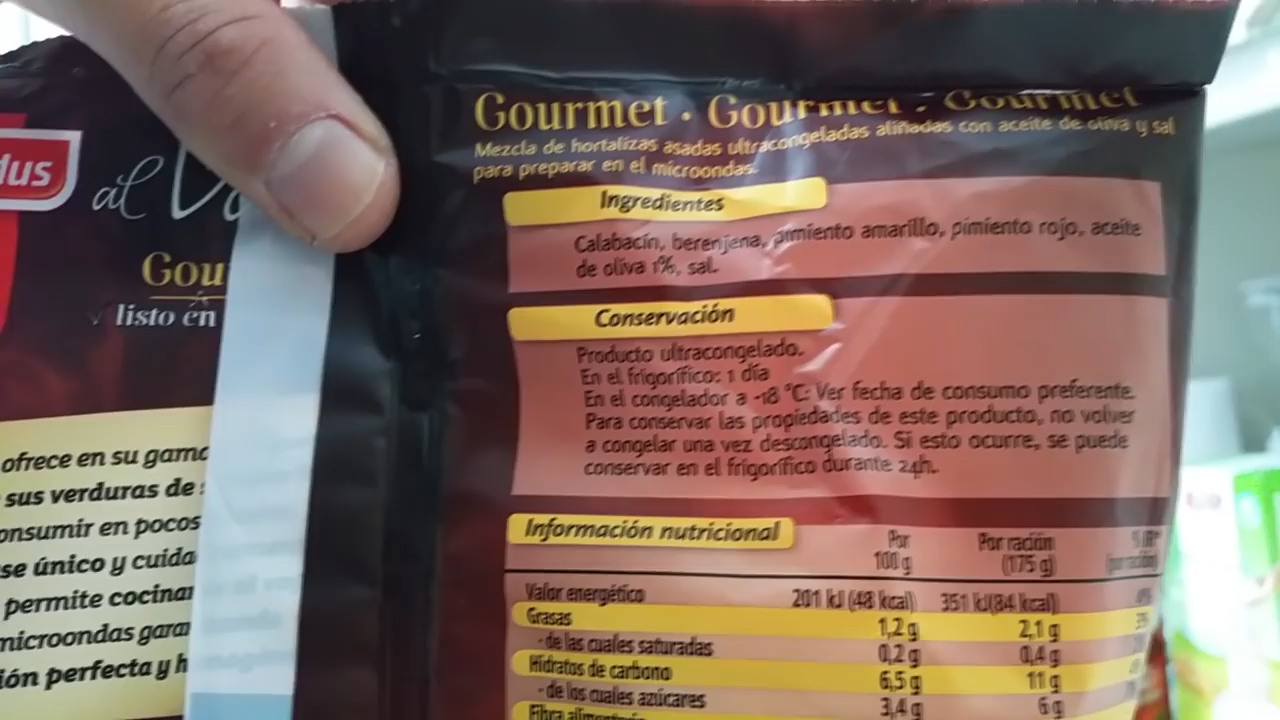 dus
al
Gou
listo en
ofrece en su gama
sus verduras de
onsumir en pocos
se único y cuida
permite cocinar
microondas garan
ión perfecta y h
Gourmet · Gourmet · Gourmet
Mezcla de hortalizas asadas ultracongeladas aliñadas con aceite de oliva y sal
para preparar en el microondas.
Ingredientes
Calabacín, berenjena, pimiento amarillo, pimiento rojo, aceite
de oliva 1%, sal.
Conservación
Producto ultracongelado.
En el frigorífico: 1 día
En el congelador a -18 °C: Ver fecha de consumo preferente.
Para conservar las propiedades de este producto, no volver
a congelar una vez descongelado. Si esto ocurre, se puede
conservar en el frigorífico durante 24h.
Información nutricional Por 100 g Por ración (175 g)
Valor energético 201 kJ (48 kcal) 351 kJ(84 kcal)
Grasas 1,2 g 2,1 g
- de las cuales saturadas 0,2 g 0,4 g
Hidratos de carbono 6,5 g 11 g
- de los cuales azúcares 3,4 g 6 g
Fibra alimentaria